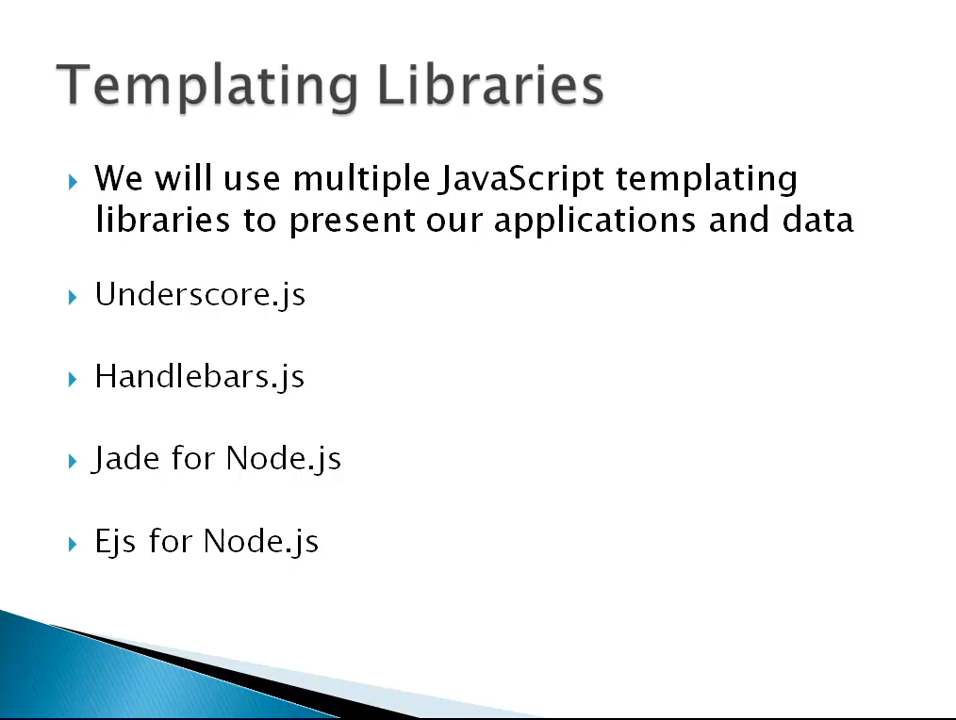 Templating Libraries
We will use multiple JavaScript templating
libraries to present our applications and data
Underscore.js
Handlebars.js
Jade for Node.js
Ejs for Node.js